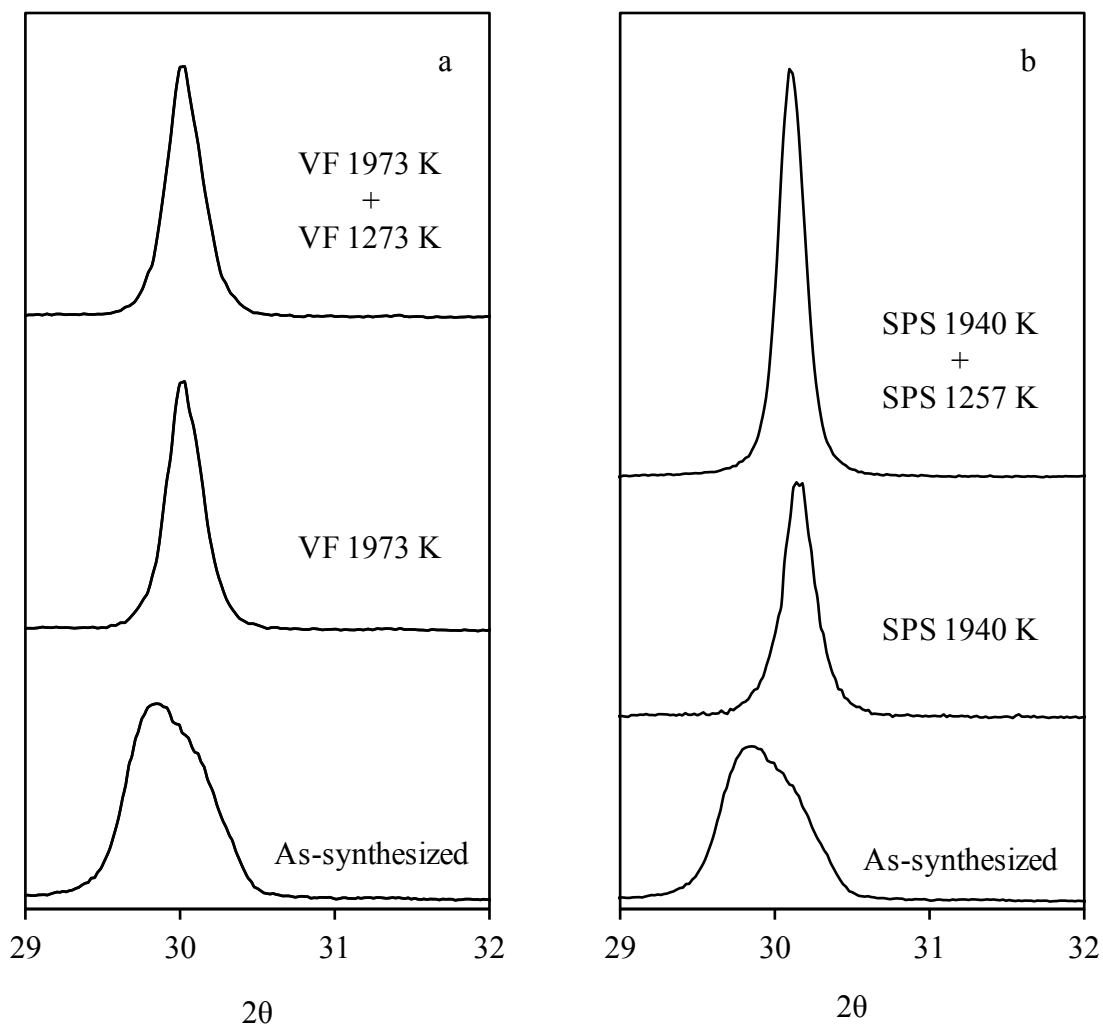 a
VF 1973 K
+
VF 1273 K
VF 1973 K
As-synthesized
29
30
31
32
2θ
b
SPS 1940 K
+
SPS 1257 K
SPS 1940 K
As-synthesized
29
30
31
32
2θ